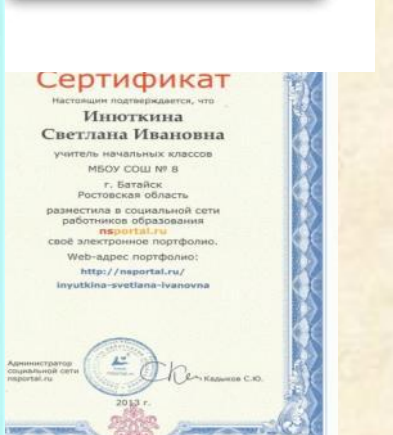 Сертификат
Настоящим подтверждается, что
Инюткина
Светлана Ивановна
учитель начальных классов
МБОУ СОШ № 8
г. Батайск
Ростовская область
разместила в социальной сети
работников образования
nsportal.ru
своё электронное портфолио.
Web-адрес портфолио:
http://nsportal.ru/
inyutkina-svetlana-ivanovna
Администратор
социальной сети
nsportal.ru
Кадыков С.Ю.
2013 г.